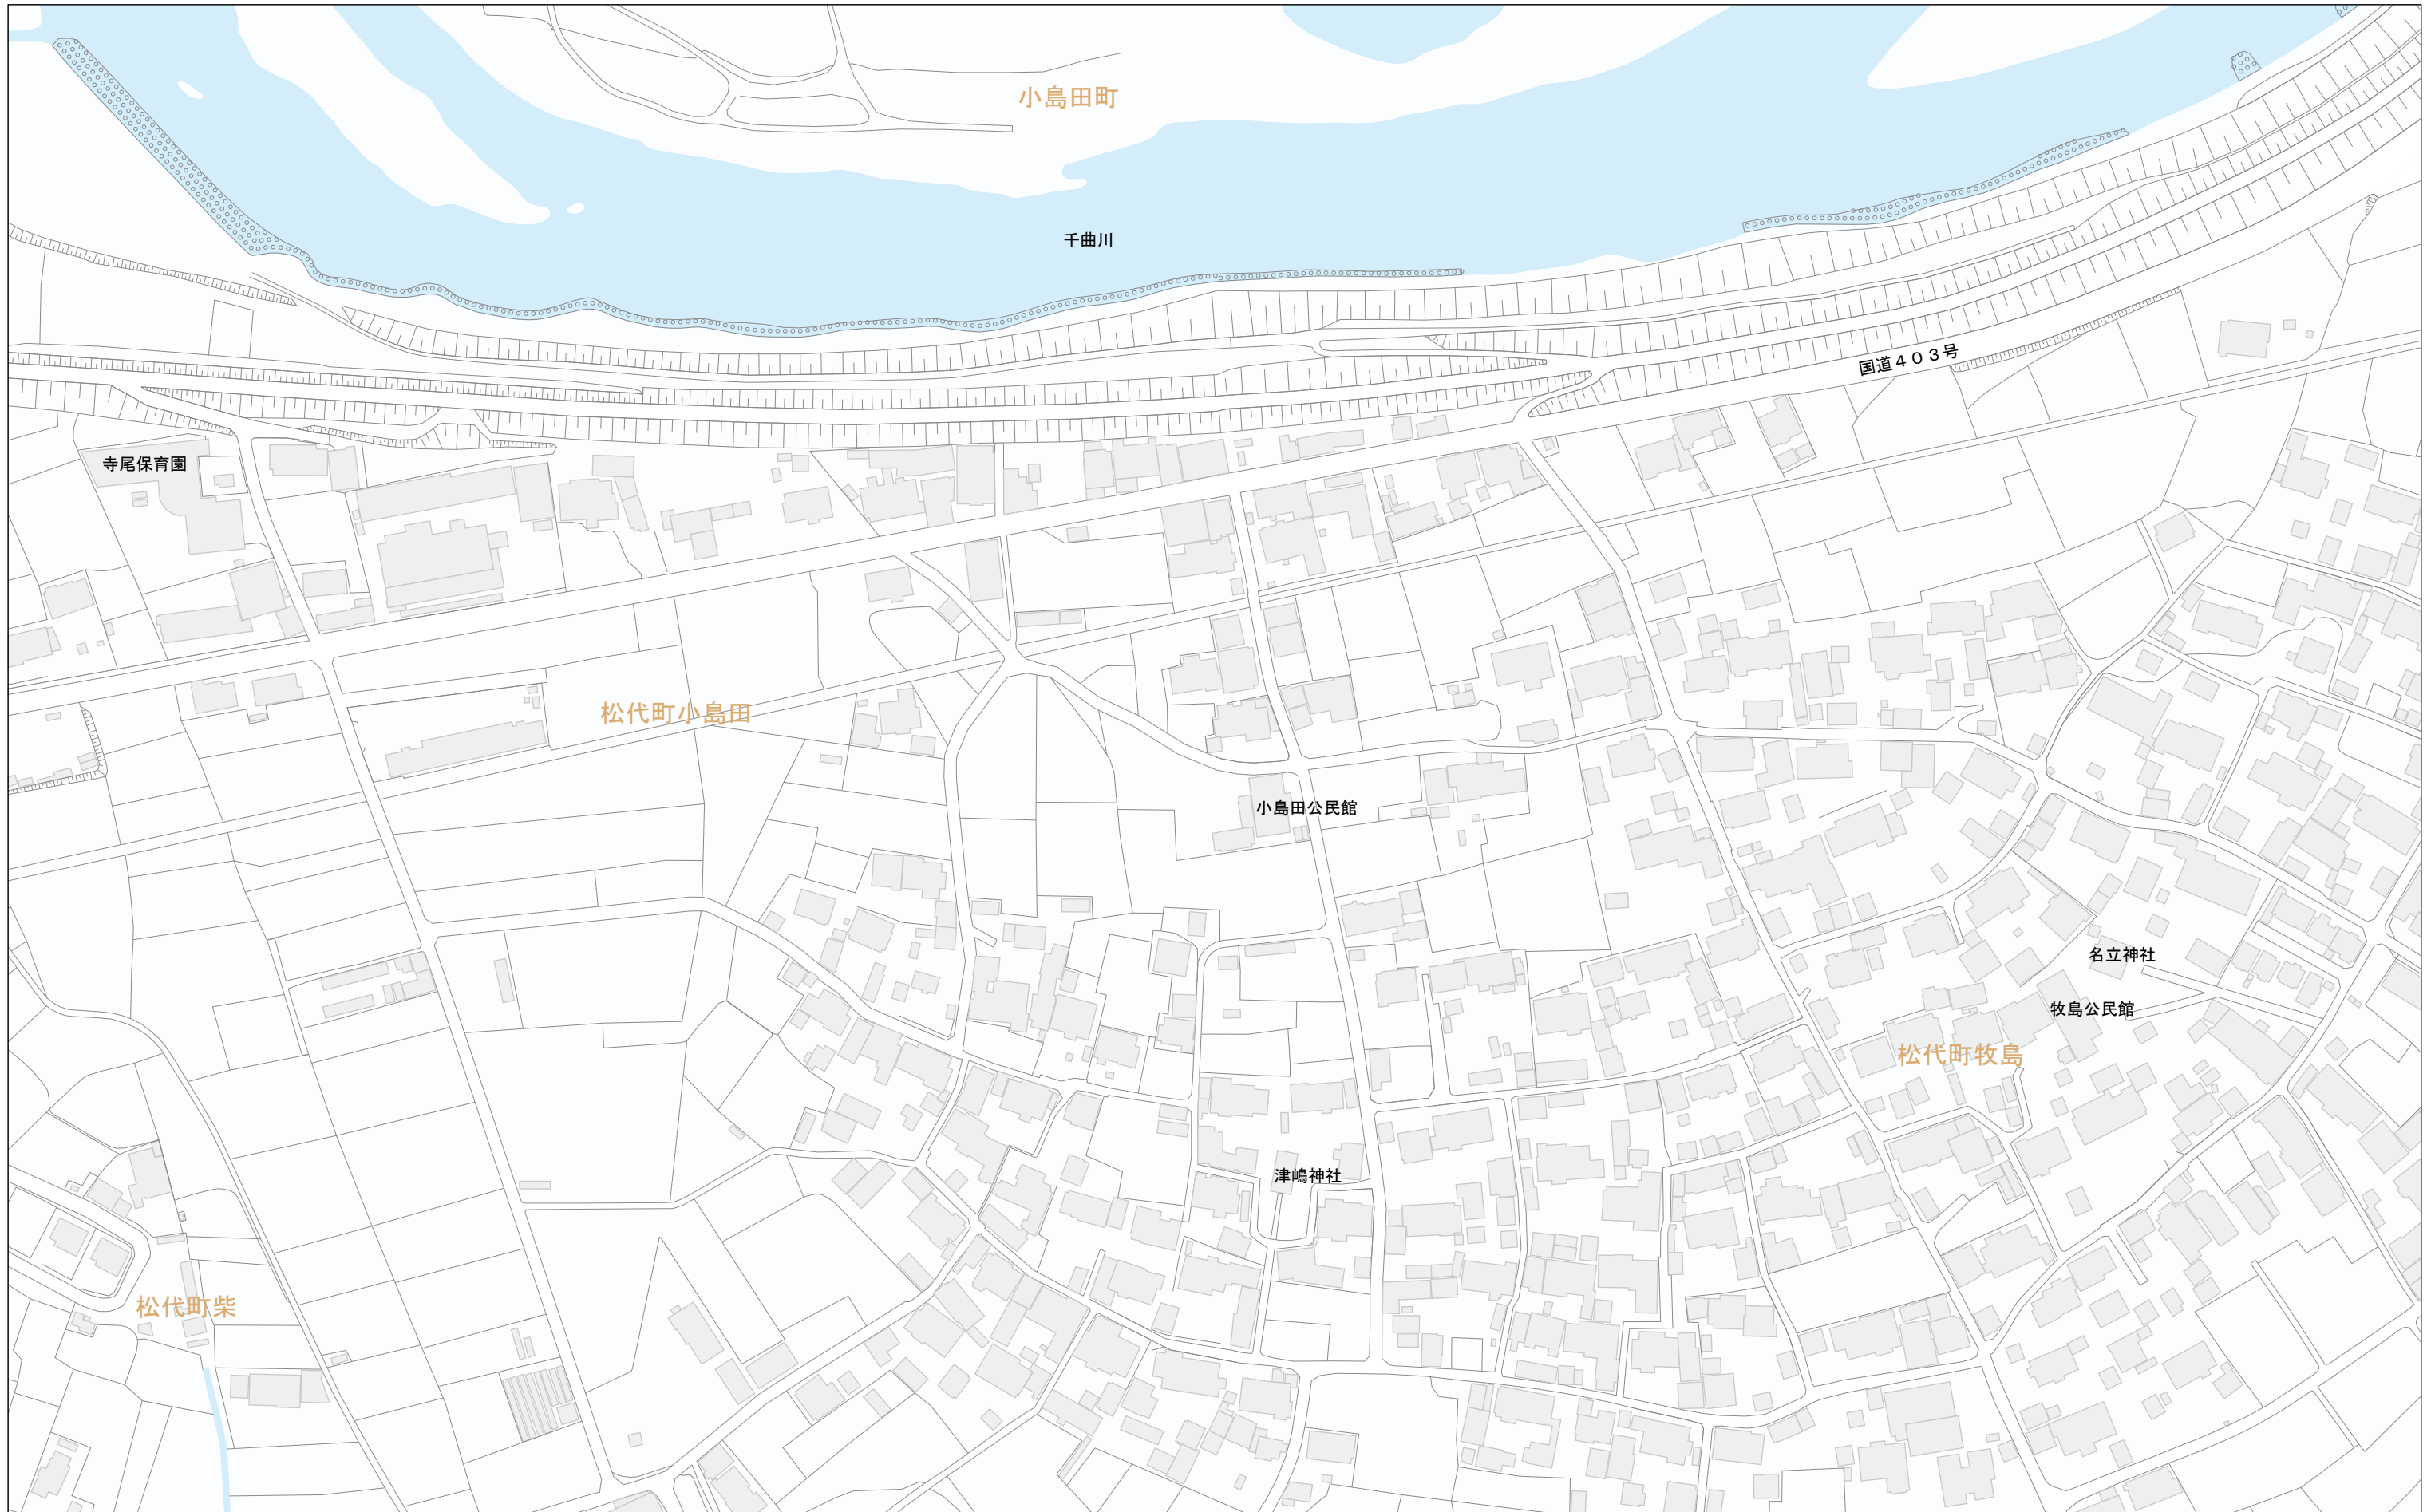 小島田町
千曲川
国道４０３号
寺尾保育園
松代町小島田
小島田公民館
名立神社
牧島公民館
松代町牧島
津嶋神社
松代町柴